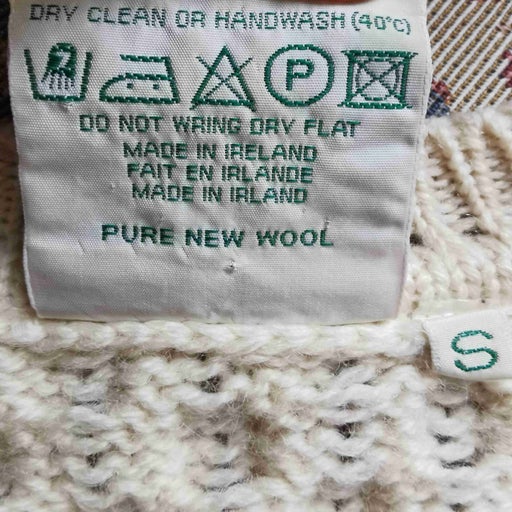 DRY CLEAN OR HANDWASH (40°C)
P
DO NOT WRING DRY FLAT
MADE IN IRELAND
FAIT EN IRLANDE
MADE IN IRLAND
PURE NEW WOOL
S